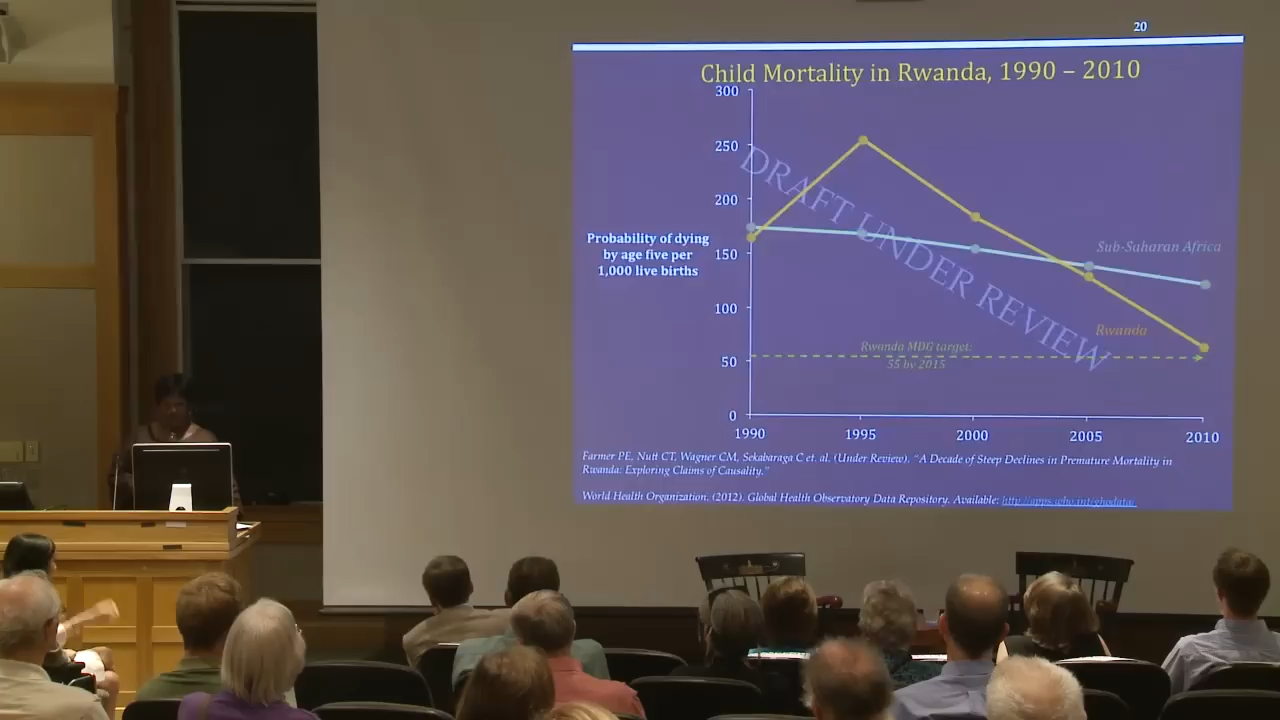 20
Child Mortality in Rwanda, 1990 – 2010
300
250
200
150
100
50
0
Probability of dying
by age five per
1,000 live births
DRAFT UNDER REVIEW
Sub-Saharan Africa
Rwanda
Rwanda MDG target:
55 by 2015
1990 1995 2000 2005 2010
Farmer PE, Nutt CT, Wagner CM, Sekabaraga C et. al. (Under Review). "A Decade of Steep Declines in Premature Mortality in
Rwanda: Exploring Claims of Causality."
World Health Organization. (2012). Global Health Observatory Data Repository. Available: http://apps.who.int/ghodata/.